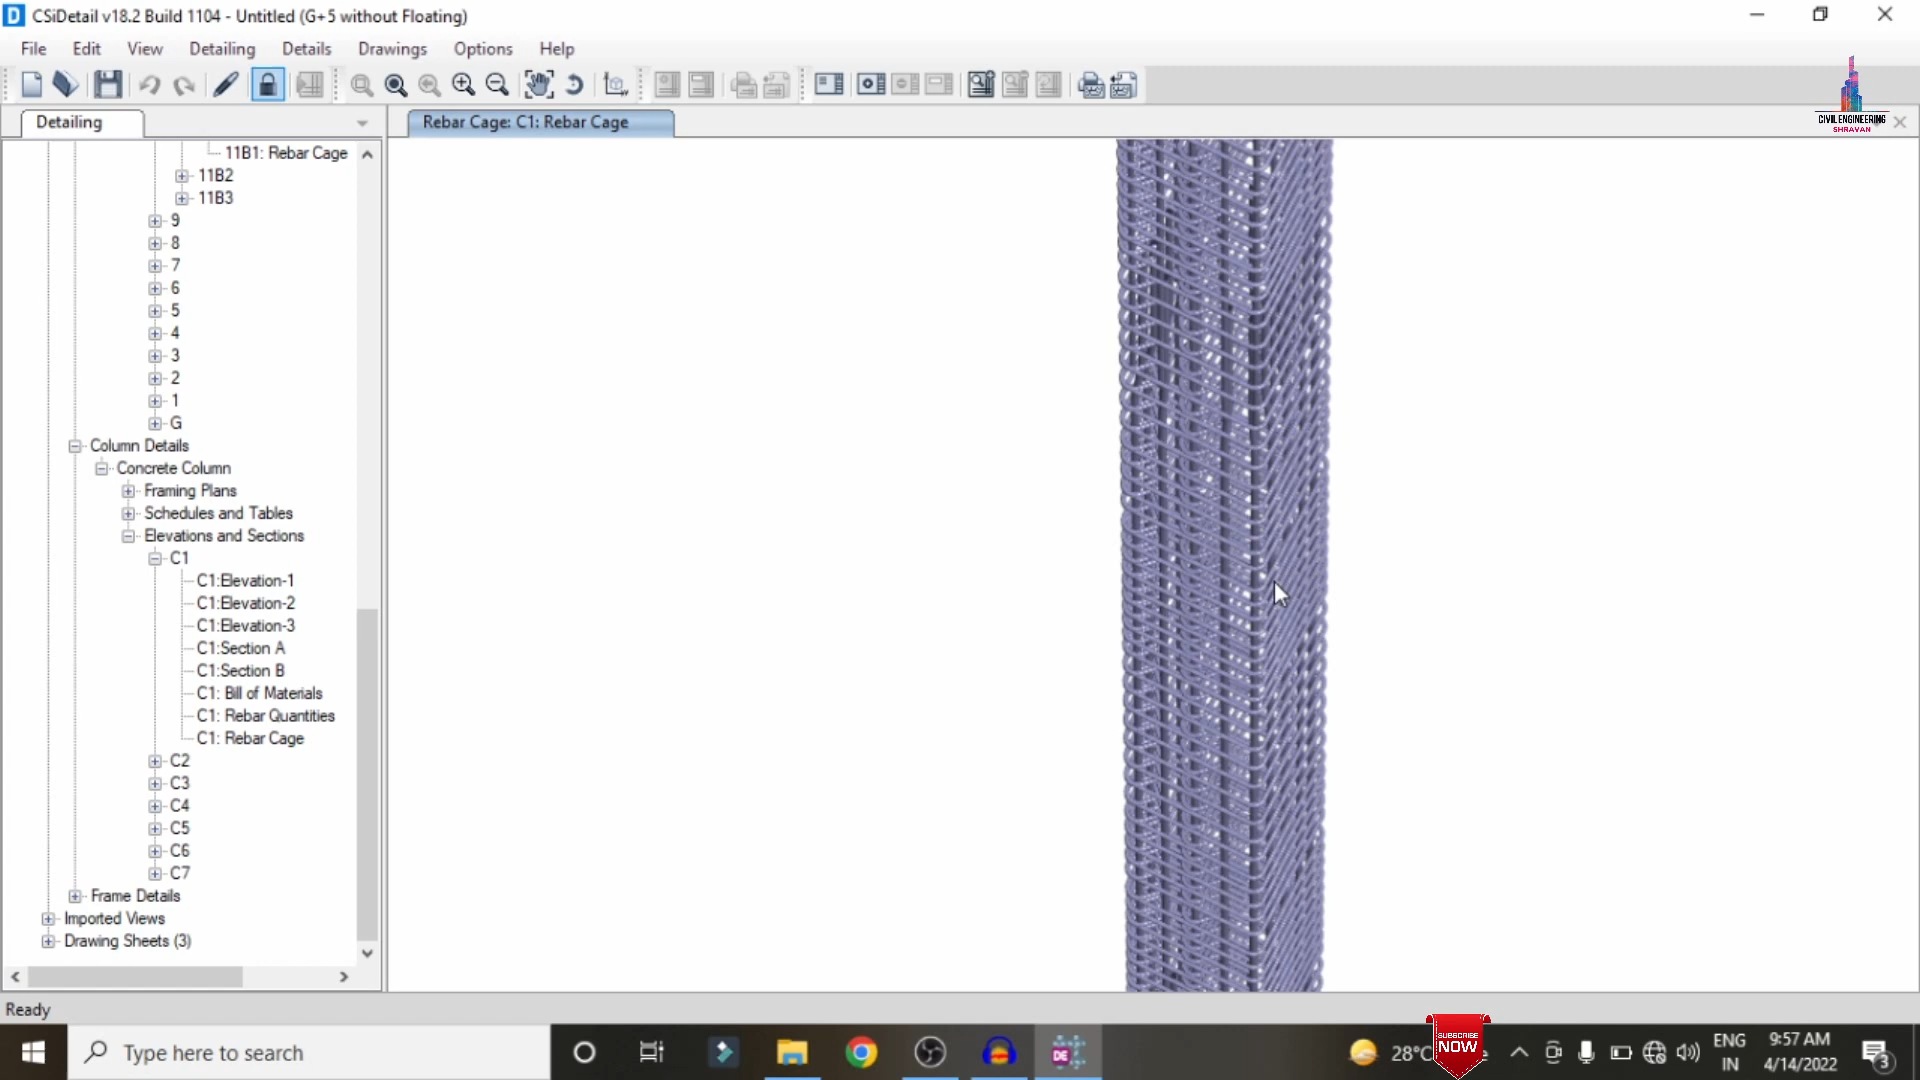 CSiDetail v18.2 Build 1104 - Untitled (G+5 without Floating)
File Edit View Detailing Details Drawings Options Help
CIVIL ENGINEERING
SHRAVAN
Detailing
Rebar Cage: C1: Rebar Cage
11B1: Rebar Cage
11B2
11B3
9
8
7
6
5
4
3
2
1
G
Column Details
Concrete Column
Framing Plans
Schedules and Tables
Elevations and Sections
C1
C1:Elevation-1
C1:Elevation-2
C1:Elevation-3
C1:Section A
C1:Section B
C1: Bill of Materials
C1: Rebar Quantities
C1: Rebar Cage
C2
C3
C4
C5
C6
C7
Frame Details
Imported Views
Drawing Sheets (3)
Ready
Type here to search
DE
28°C
SUBSCRIBE
NOW
ENG
IN
9:57 AM
4/14/2022
3